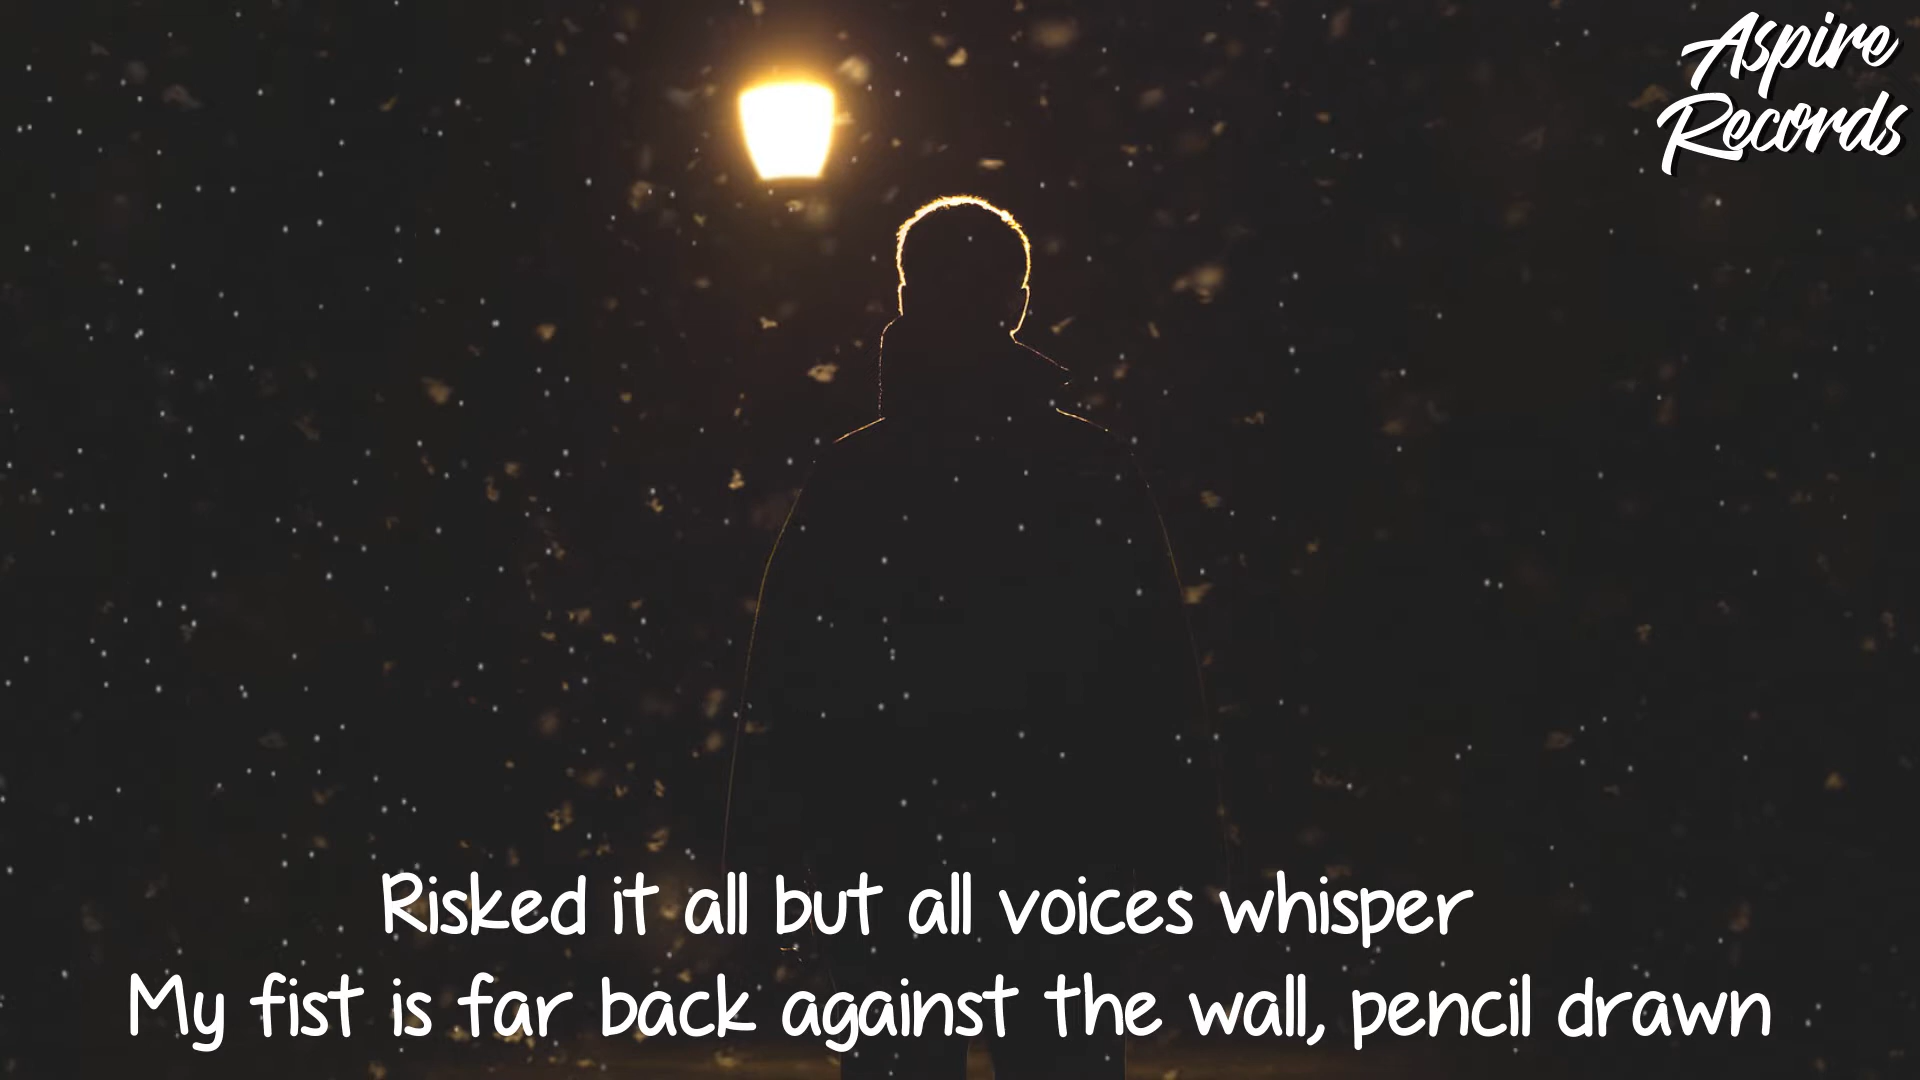 Aspire
Records
Risked it all but all voices whisper
My fist is far back against the wall, pencil drawn